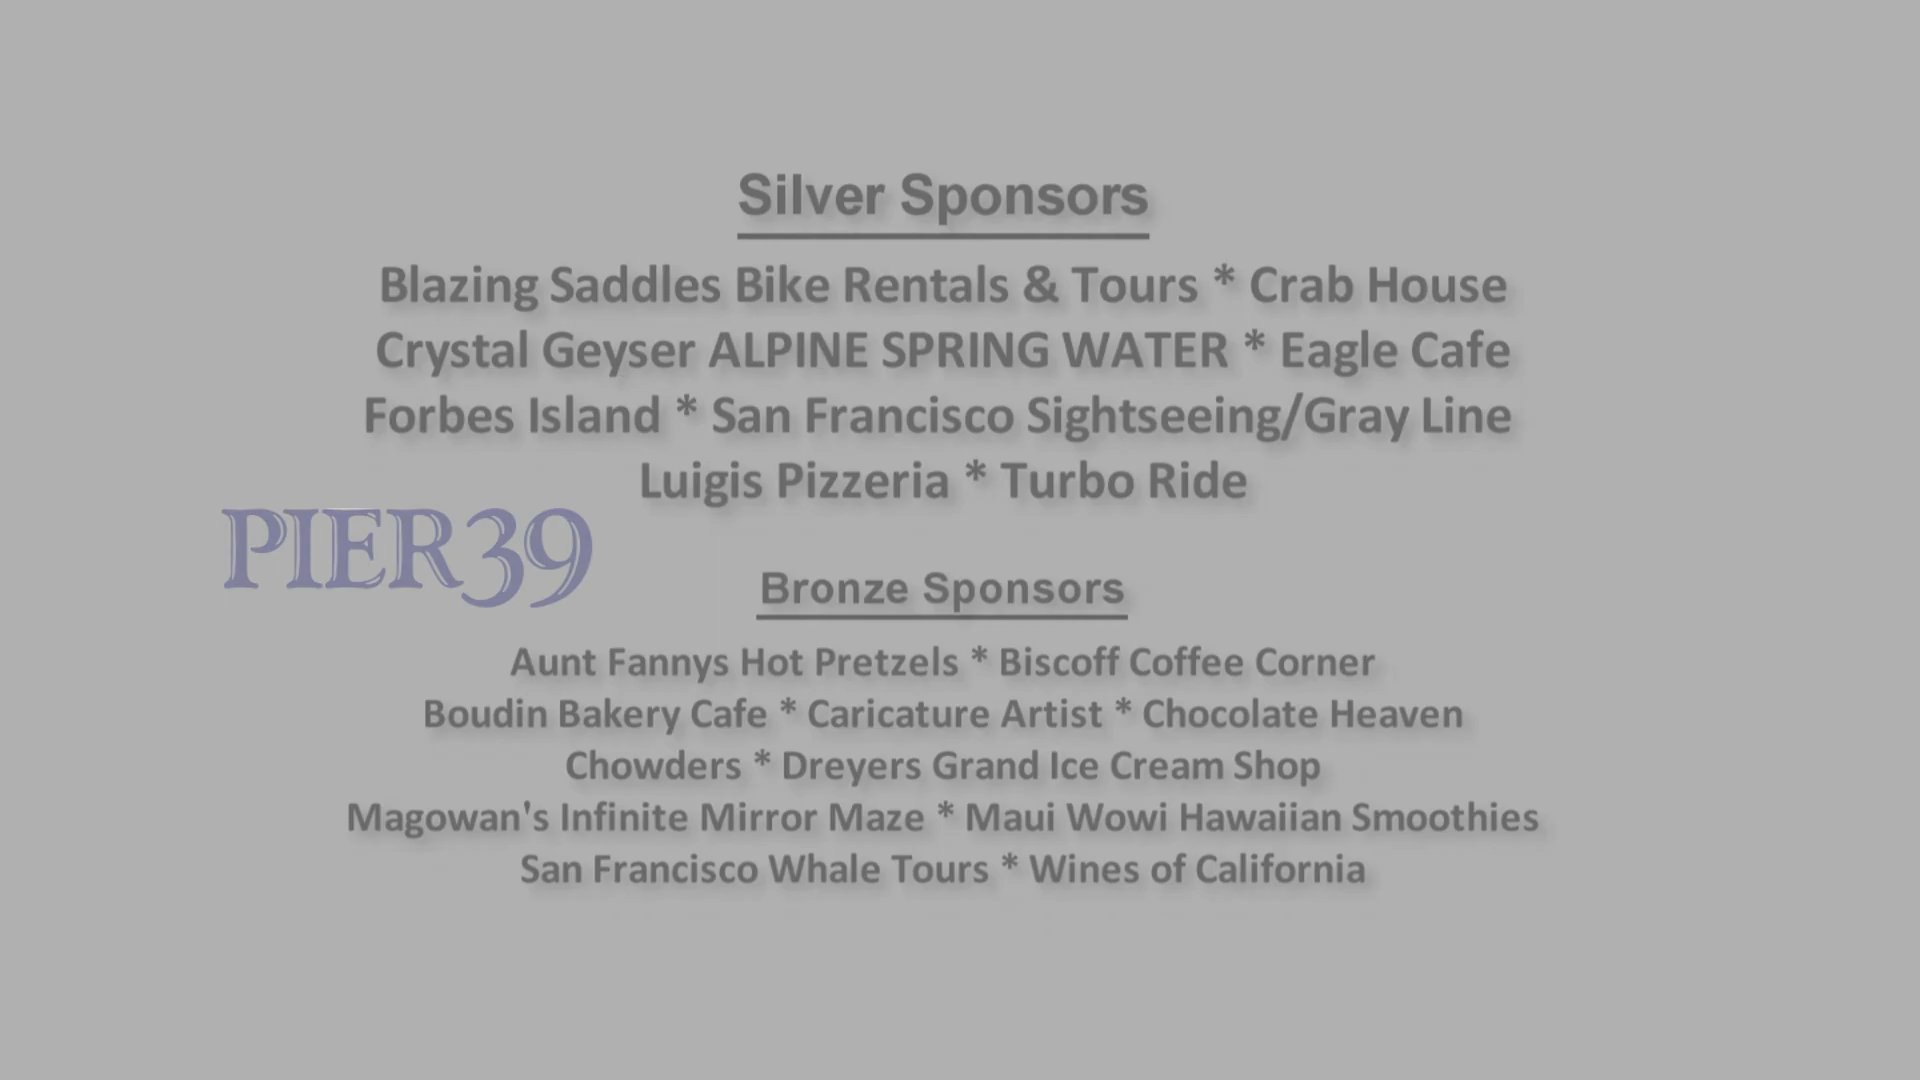 Silver Sponsors
Blazing Saddles Bike Rentals & Tours * Crab House
Crystal Geyser ALPINE SPRING WATER * Eagle Cafe
Forbes Island * San Francisco Sightseeing/Gray Line
Luigis Pizzeria * Turbo Ride
PIER39
Bronze Sponsors
Aunt Fannys Hot Pretzels * Biscoff Coffee Corner
Boudin Bakery Cafe * Caricature Artist * Chocolate Heaven
Chowders * Dreyers Grand Ice Cream Shop
Magowan's Infinite Mirror Maze * Maui Wowi Hawaiian Smoothies
San Francisco Whale Tours * Wines of California